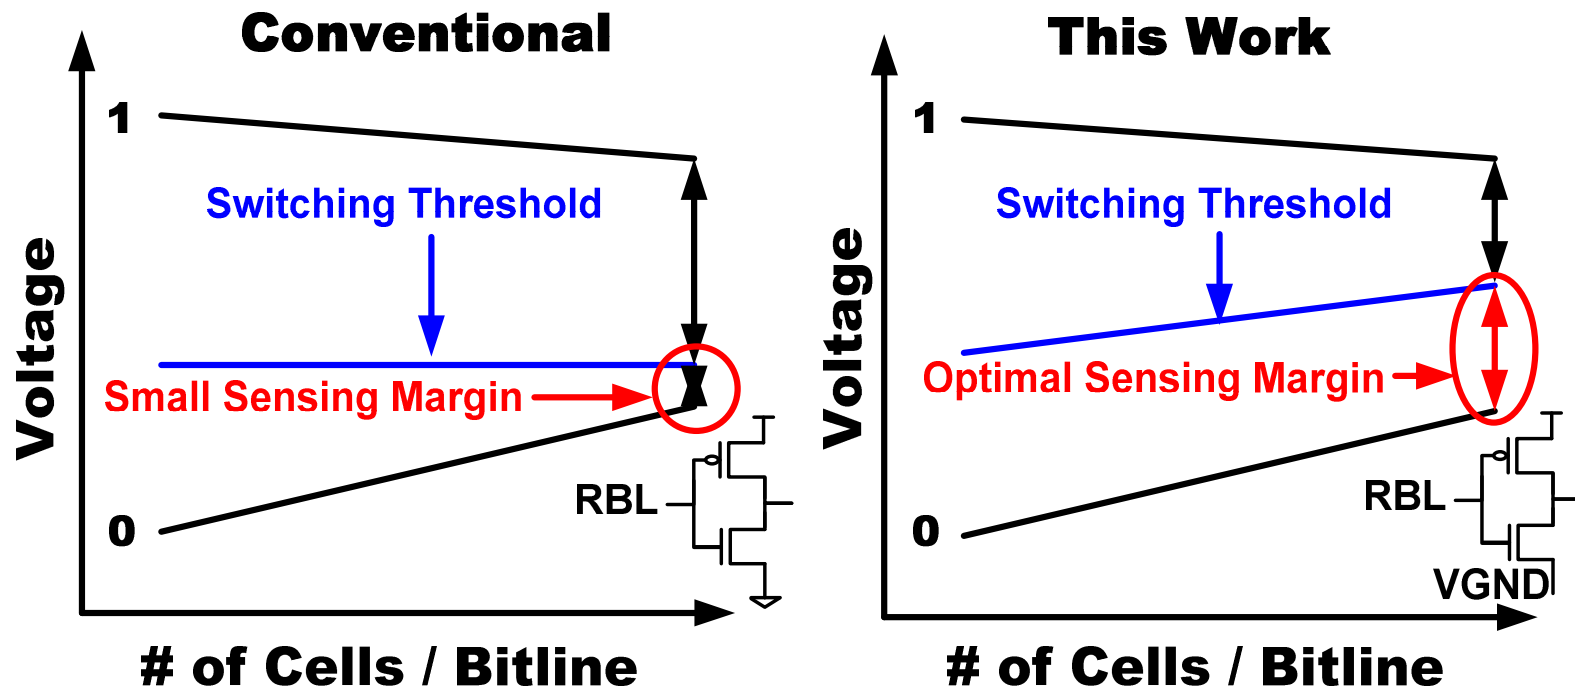 Conventional
1
Switching Threshold
Small Sensing Margin
RBL
0
Voltage
# of Cells / Bitline
This Work
1
Switching Threshold
Optimal Sensing Margin
RBL
0
VGND
Voltage
# of Cells / Bitline